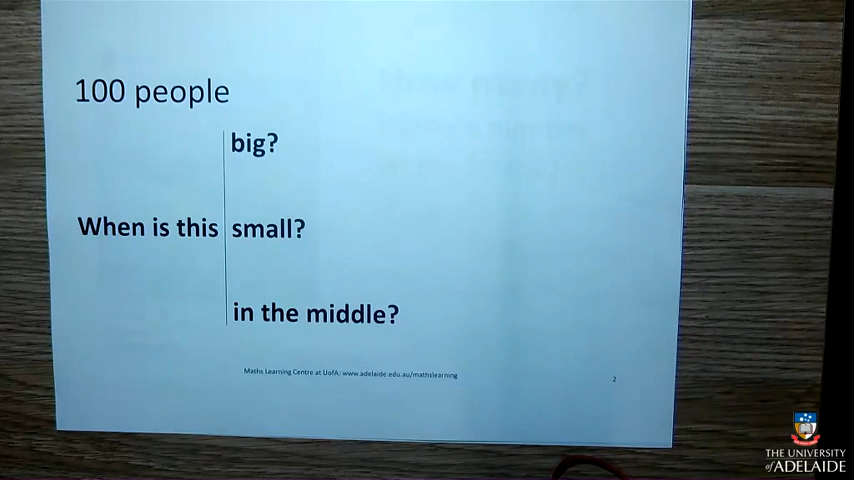 100 people
big?
When is this small?
in the middle?
Maths Learning Centre at UofA: www.adelaide.edu.au/mathslearning
2
THE UNIVERSITY
of ADELAIDE